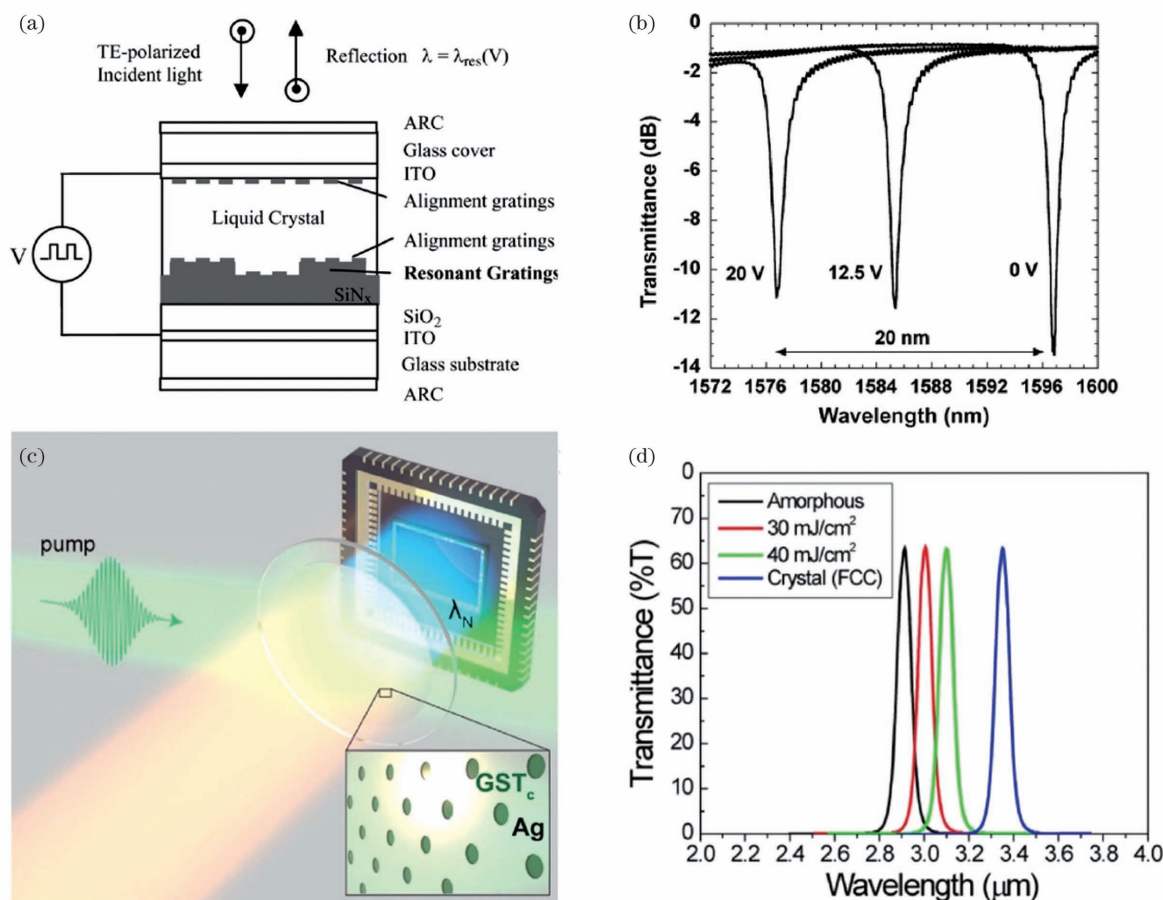 (a)
TE-polarized
Incident light
Reflection λ = λres(V)
ARC
Glass cover
ITO
Alignment gratings
Liquid Crystal
Alignment gratings
Resonant Gratings
V
SiNx
SiO2
ITO
Glass substrate
ARC
(b)
Transmittance (dB)
0
-2
-4
-6
-8
-10
-12
-14
20 V
12.5 V
0 V
20 nm
1572 1576 1580 1584 1588 1592 1596 1600
Wavelength (nm)
(c)
pump
λN
GSTc
Ag
(d)
Transmittance (%T)
0
70
60
50
40
30
20
10
0
Amorphous
30 mJ/cm2
40 mJ/cm2
Crystal (FCC)
2.0 2.2 2.4 2.6 2.8 3.0 3.2 3.4 3.6 3.8 4.0
Wavelength (μm)